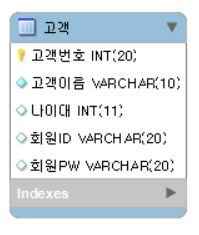 고객
고객번호 INT(20)
고객이름 VARCHAR(10)
나이대 INT(11)
회원ID VARCHAR(20)
회원PW VARCHAR(20)
Indexes